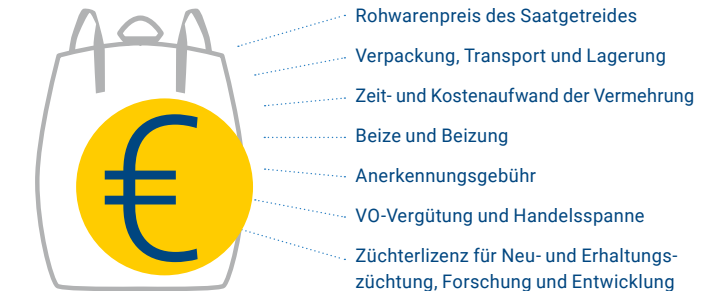 €
Rohwarenpreis des Saatgetreides
Verpackung, Transport und Lagerung
Zeit- und Kostenaufwand der Vermehrung
Beize und Beizung
Anerkennungsgebühr
VO-Vergütung und Handelsspanne
Züchterlizenz für Neu- und Erhaltungs-
züchtung, Forschung und Entwicklung